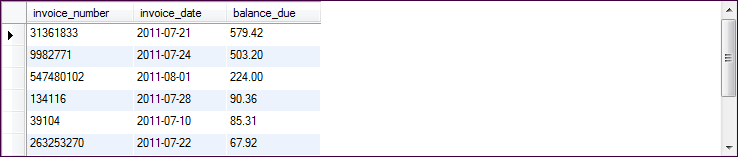 invoice_number invoice_date balance_due
31361833 2011-07-21 579.42
9982771 2011-07-24 503.20
547480102 2011-08-01 224.00
134116 2011-07-28 90.36
39104 2011-07-10 85.31
263253270 2011-07-22 67.92